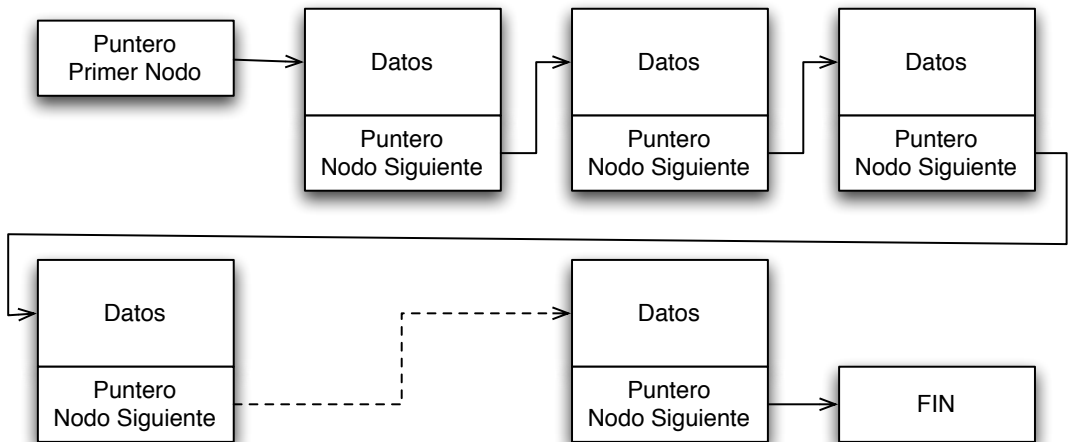 Puntero
Primer Nodo
Datos
Puntero
Nodo Siguiente
Datos
Puntero
Nodo Siguiente
Datos
Puntero
Nodo Siguiente
Datos
Puntero
Nodo Siguiente
Datos
Puntero
Nodo Siguiente
FIN